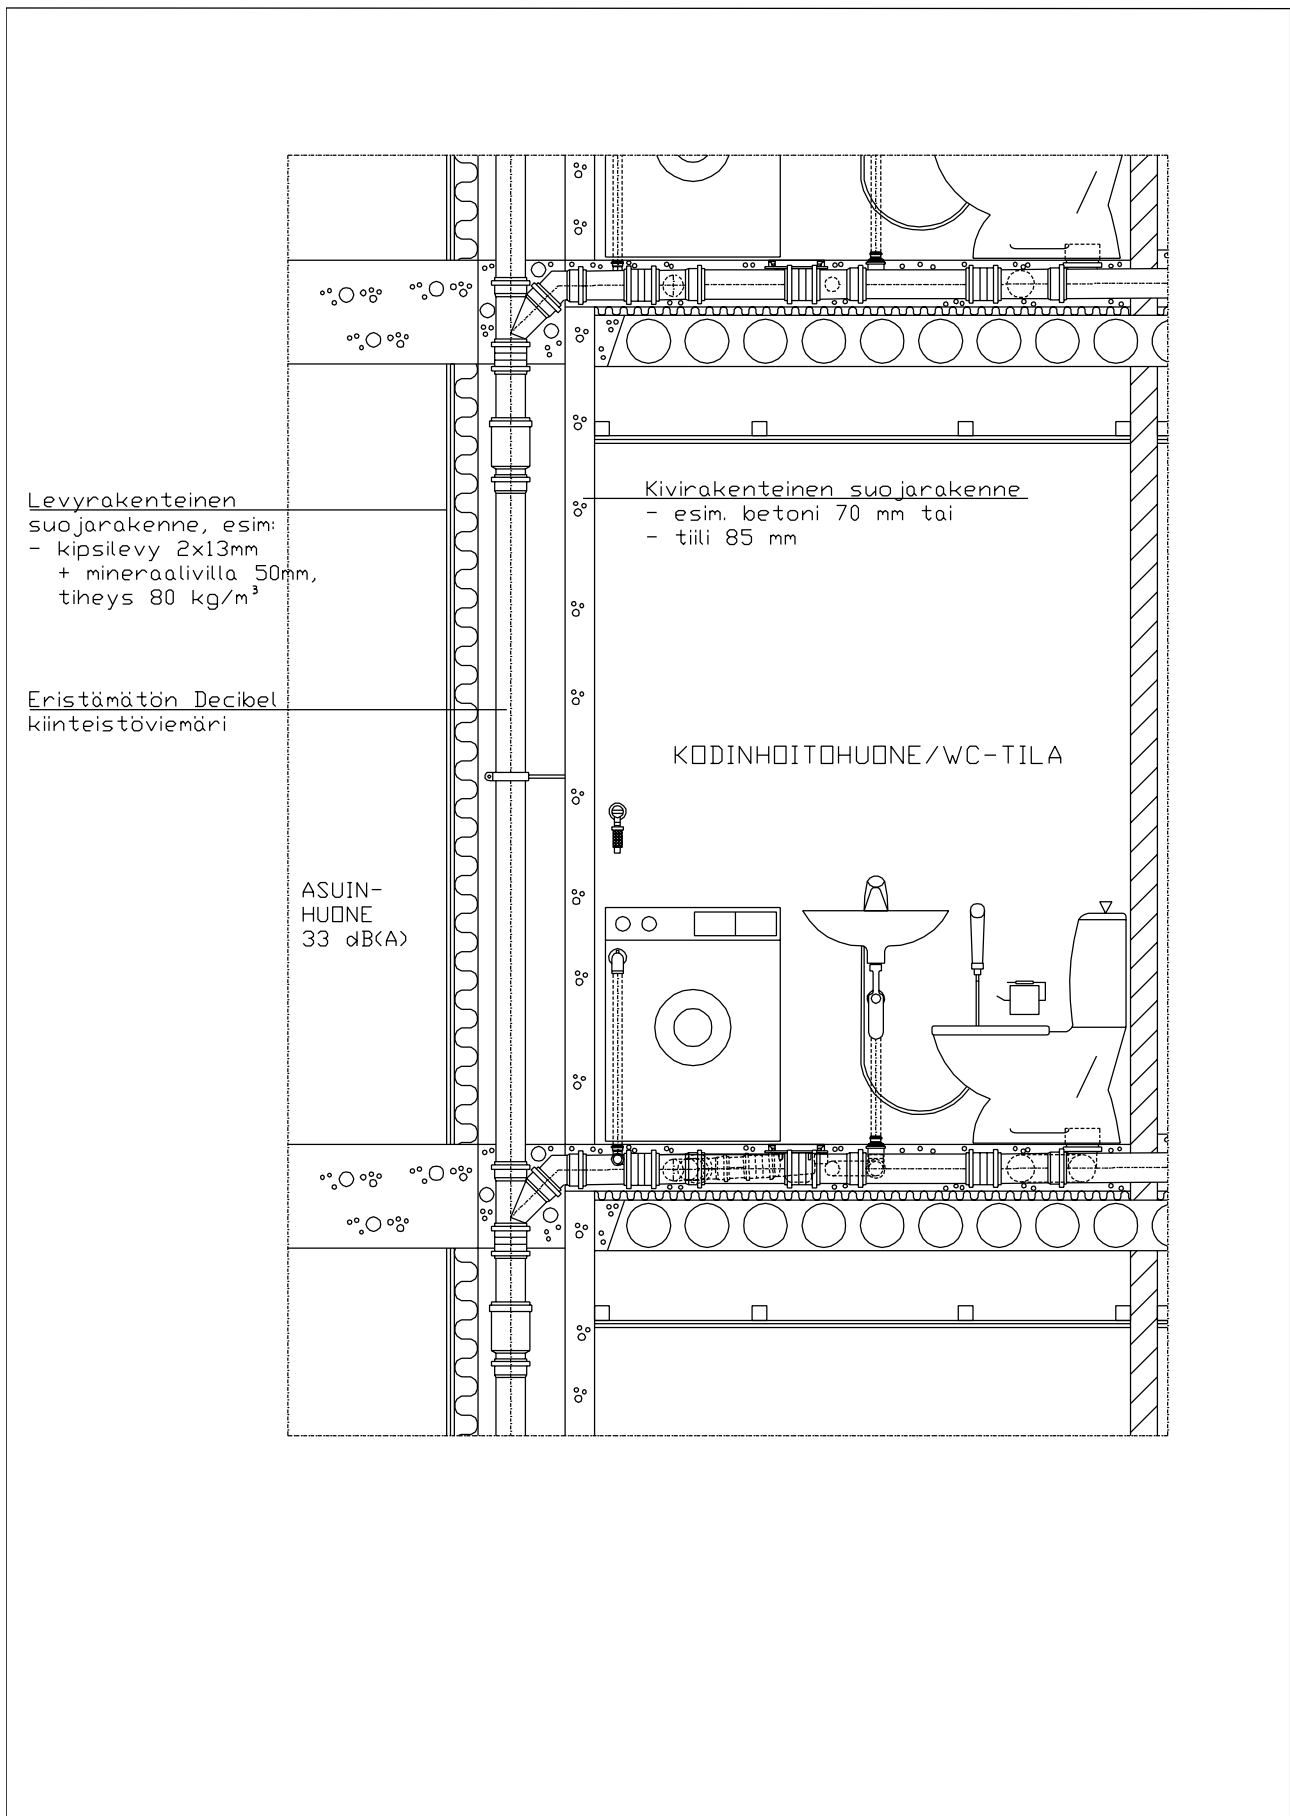 Levyrakenteinen
suojarakenne, esim:
- kipsilevy 2x13mm
+ mineraalivilla 50mm,
tiheys 80 kg/m³
Kivirakenteinen suojarakenne
- esim. betoni 70 mm tai
- tiili 85 mm
Eristämätön Decibel
kiinteistöviemäri
KODINHOITOHUONE/WC-TILA
ASUIN-
HUONE
33 dB(A)